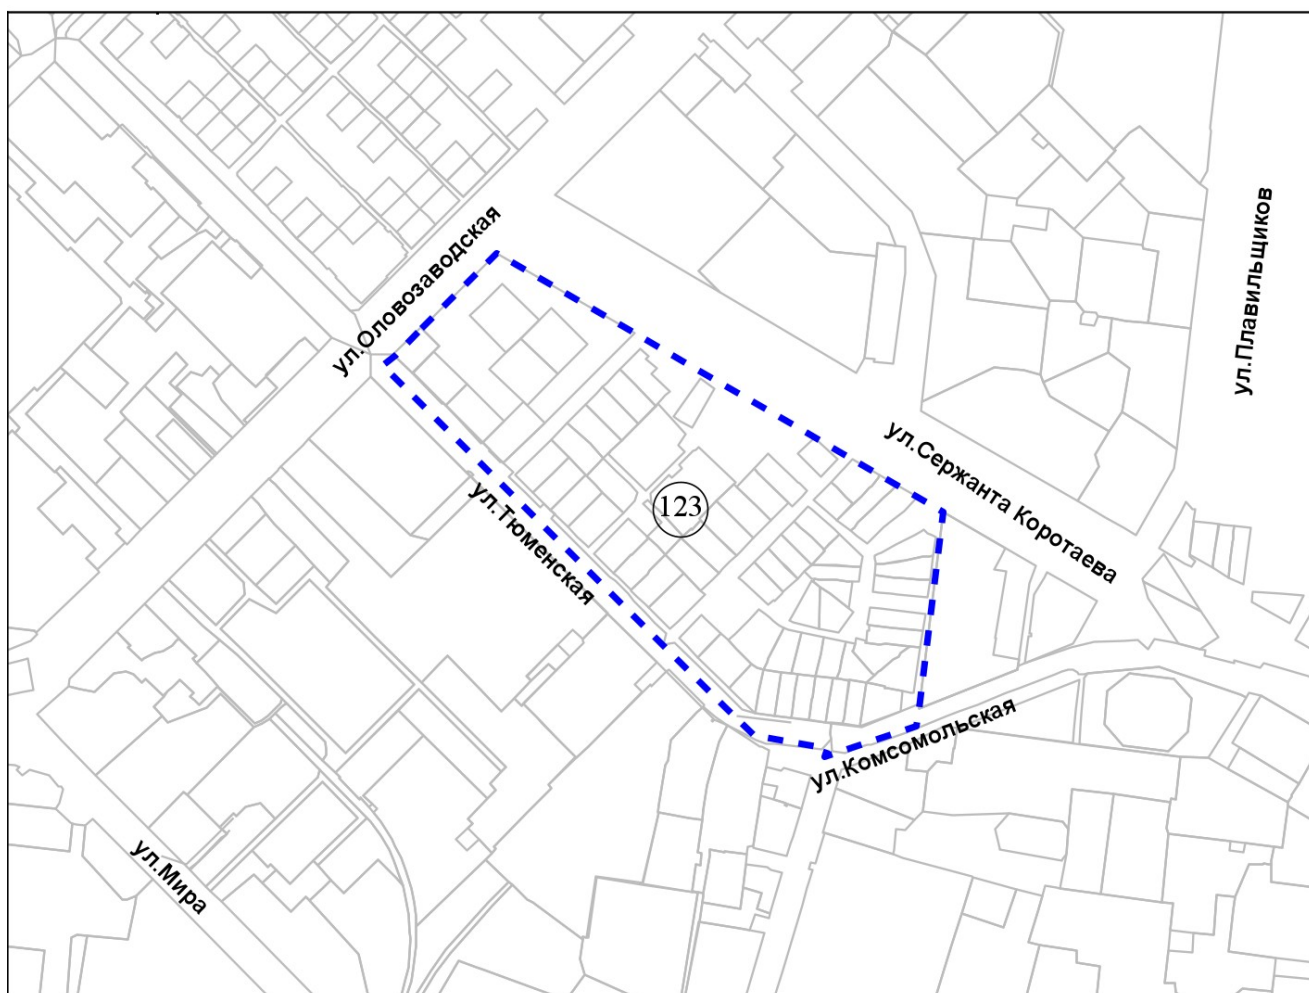 ул.Оловозаводская
ул.Плавильщиков
ул.Сержанта Коротаева
123
ул.Тюменская
ул.Комсомольская
ул.Мира